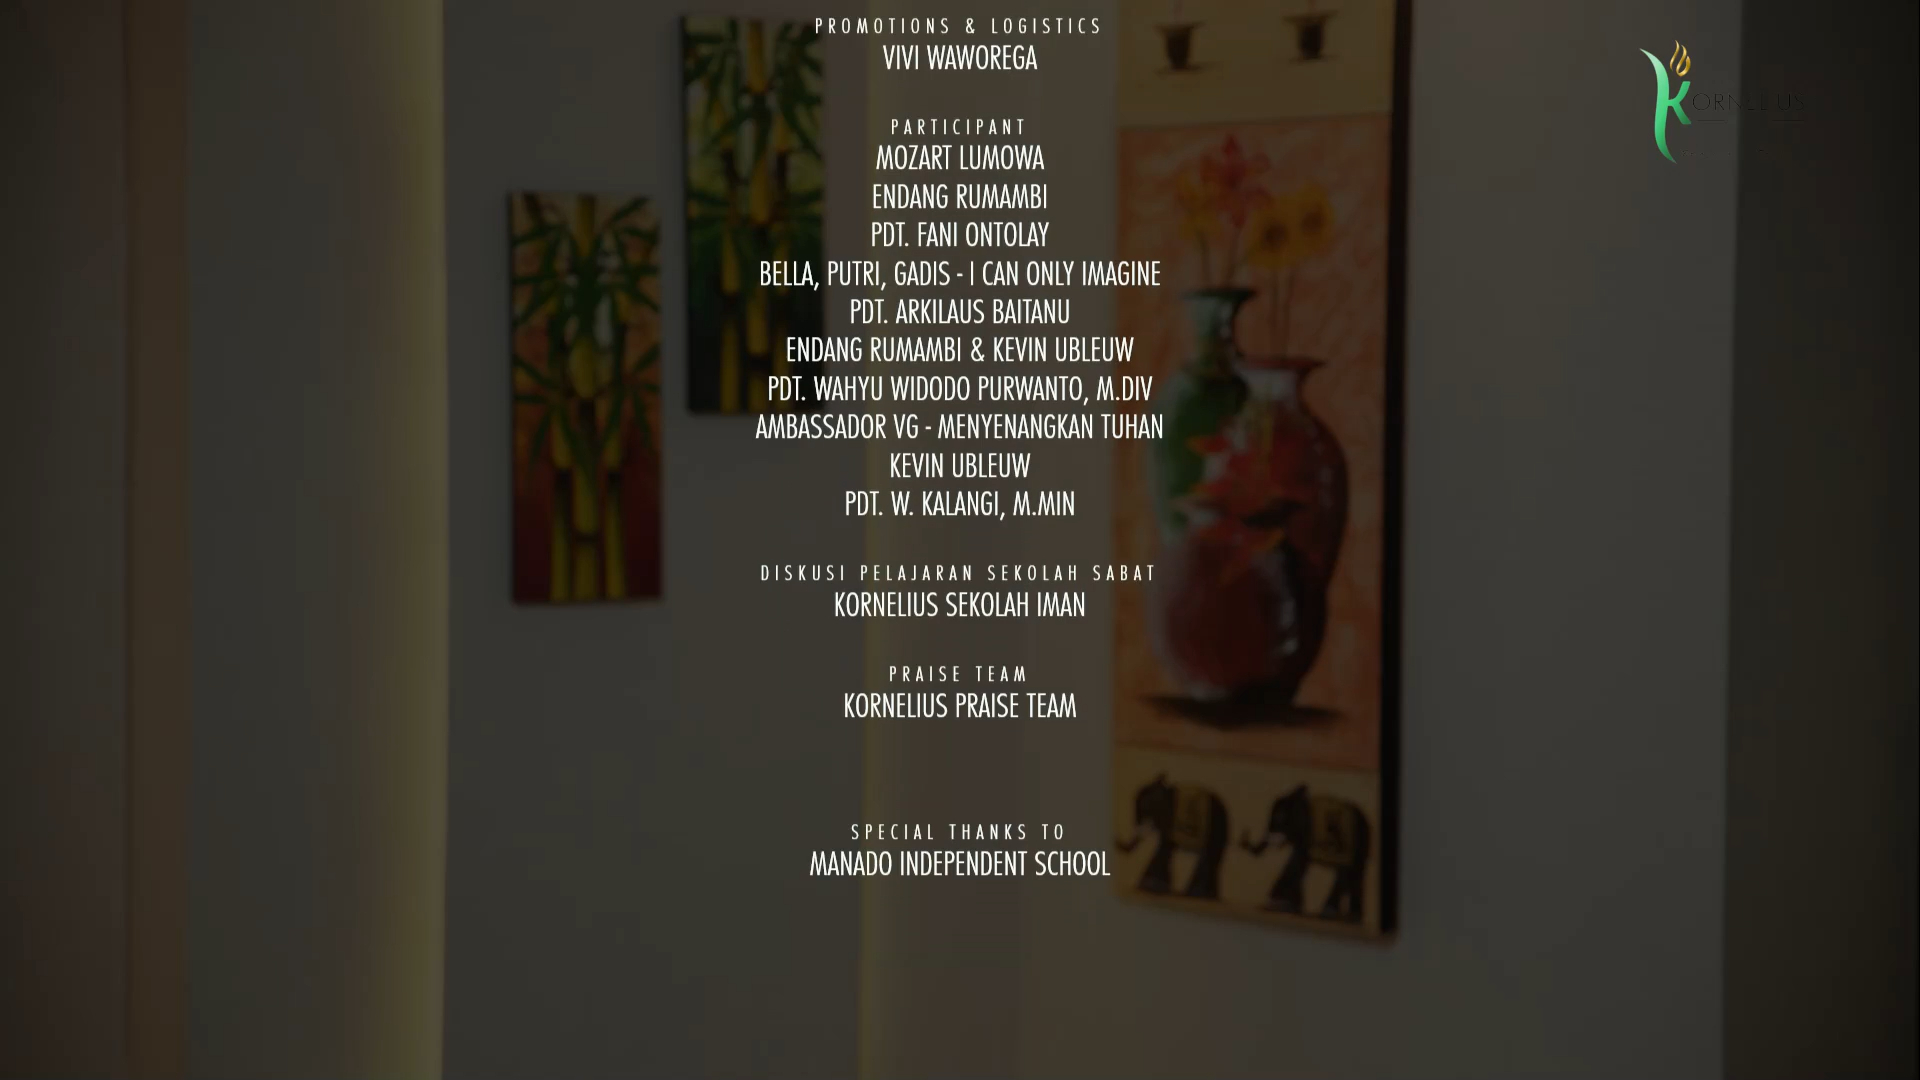 PROMOTIONS & LOGISTICS
VIVI WAWOREGA
PARTICIPANT
MOZART LUMOWA
ENDANG RUMAMBI
PDT. FANI ONTOLAY
BELLA, PUTRI, GADIS - I CAN ONLY IMAGINE
PDT. ARKILAUS BAITANU
ENDANG RUMAMBI & KEVIN UBLEUW
PDT. WAHYU WIDODO PURWANTO, M.DIV
AMBASSADOR VG - MENYENANGKAN TUHAN
KEVIN UBLEUW
PDT. W. KALANGI, M.MIN
DISKUSI PELAJARAN SEKOLAH SABAT
KORNELIUS SEKOLAH IMAN
PRAISE TEAM
KORNELIUS PRAISE TEAM
SPECIAL THANKS TO
MANADO INDEPENDENT SCHOOL
KORNELIUS